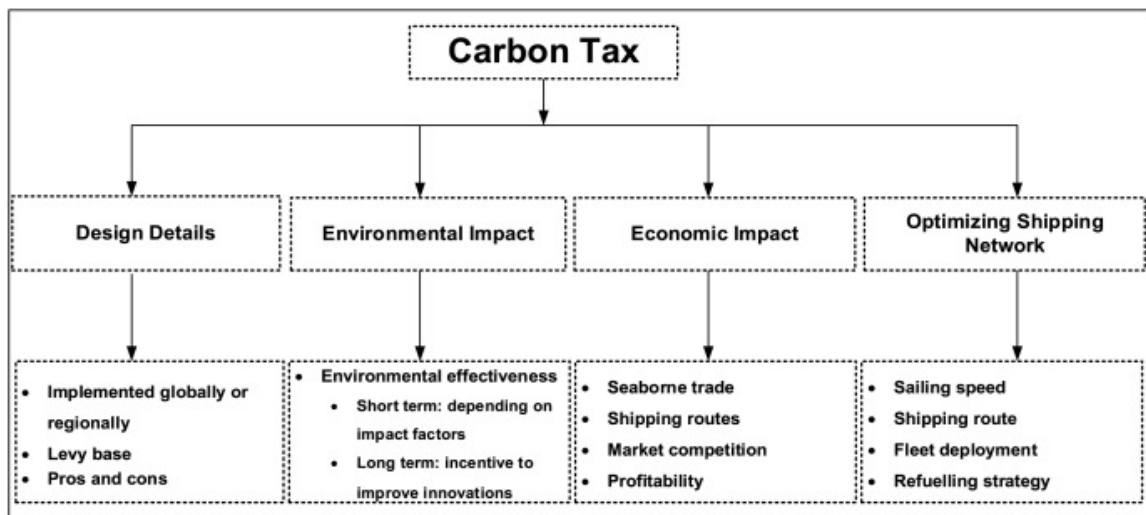 Carbon Tax
Design Details
Environmental Impact
Economic Impact
Optimizing Shipping
Network
• Implemented globally or
regionally
• Levy base
• Pros and cons
• Environmental effectiveness
• Short term: depending on
impact factors
• Long term: incentive to
improve innovations
• Seaborne trade
• Shipping routes
• Market competition
• Profitability
• Sailing speed
• Shipping route
• Fleet deployment
• Refuelling strategy